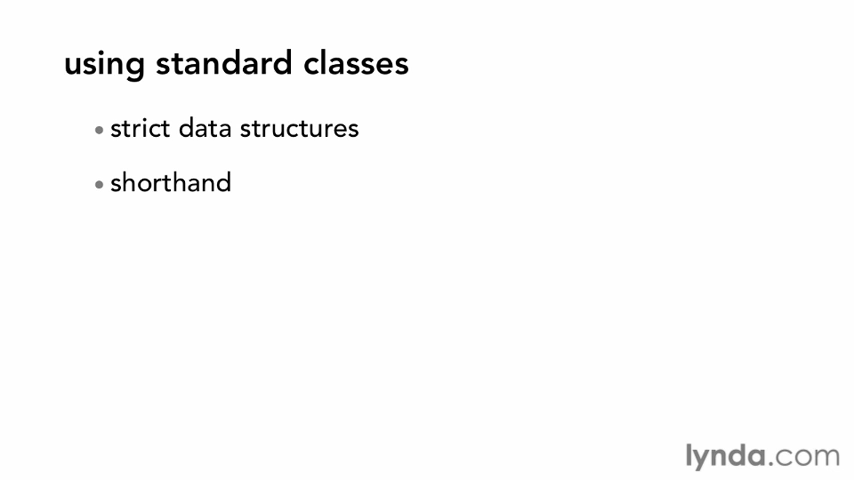 using standard classes
• strict data structures
• shorthand
lynda.com